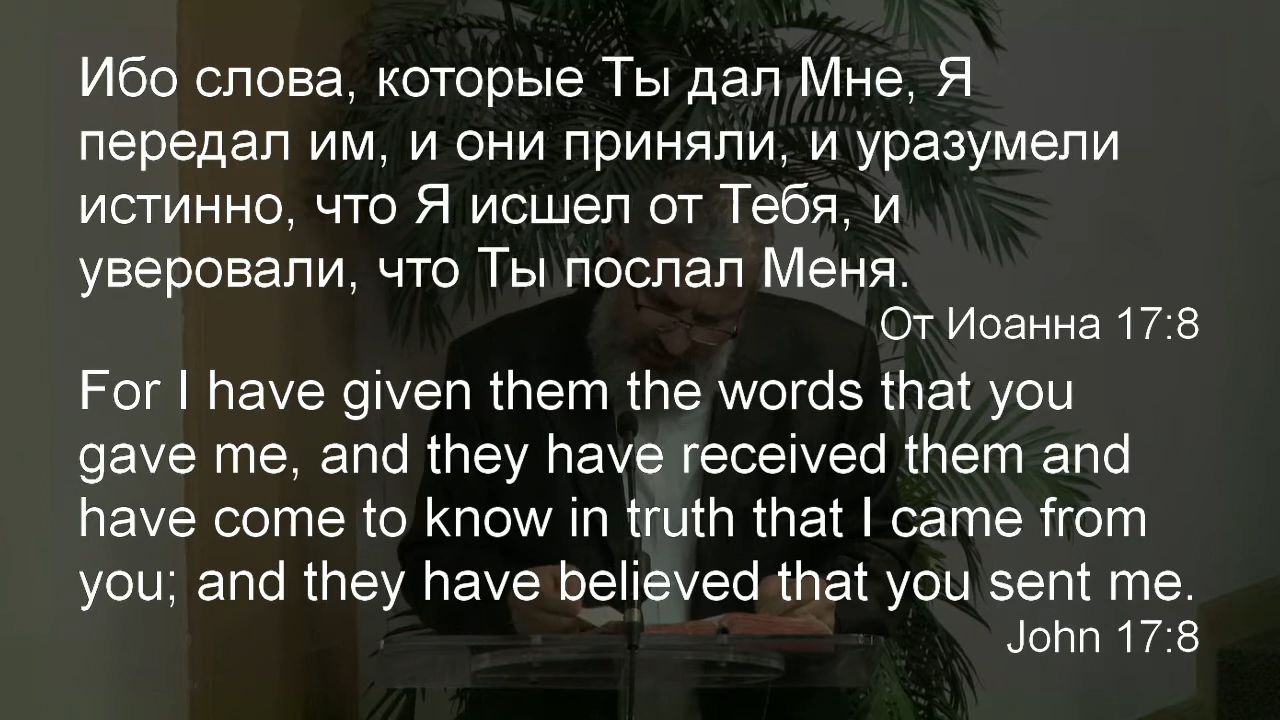 Ибо слова, которые Ты дал Мне, Я
передал им, и они приняли, и уразумели
истинно, что Я исшел от Тебя, и
уверовали, что Ты послал Меня.
От Иоанна 17:8
For I have given them the words that you
gave me, and they have received them and
have come to know in truth that I came from
you; and they have believed that you sent me.
John 17:8